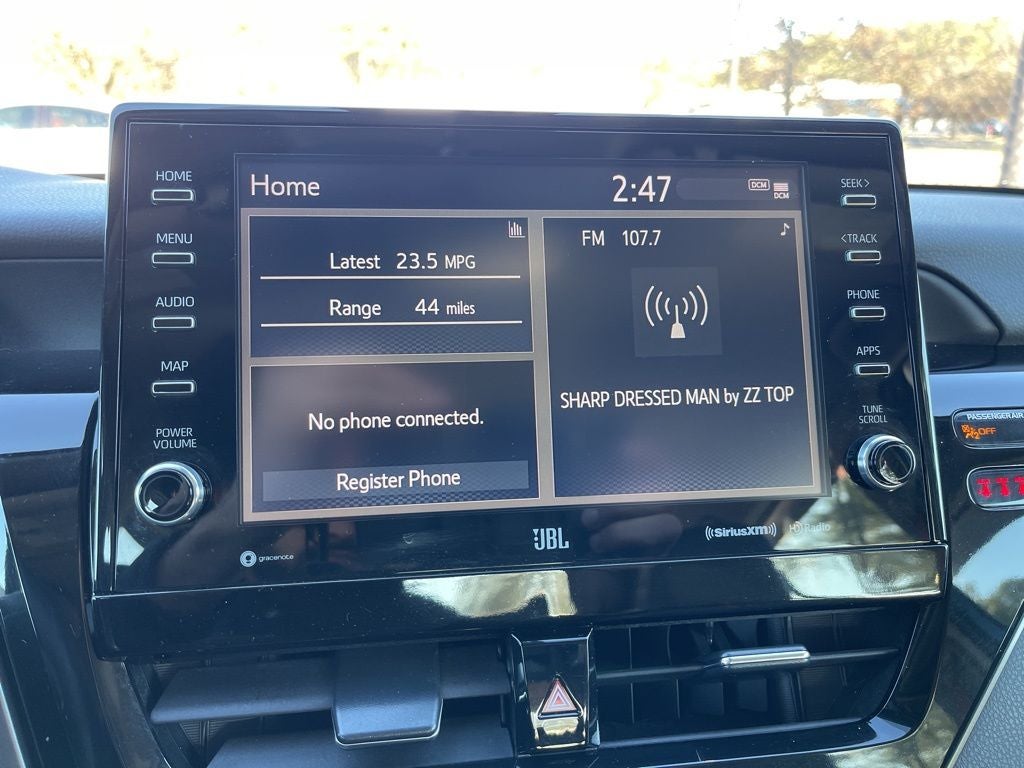 HOME
MENU
AUDIO
MAP
POWER
VOLUME
Home
2:47
DCM
DCM
Latest 23.5 MPG
Range 44 miles
No phone connected.
Register Phone
FM 107.7
SHARP DRESSED MAN by ZZ TOP
SEEK >
< TRACK
PHONE
APPS
TUNE
SCROLL
gracenote
JBL
SiriusXM
HD Radio
PASSENGER AIR
OFF